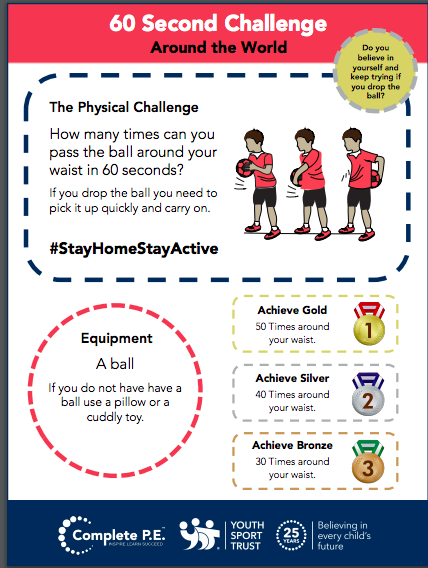 60 Second Challenge
Around the World
Do you
believe in
yourself and
keep trying if
you drop the
ball?
The Physical Challenge
How many times can you
pass the ball around your
waist in 60 seconds?
If you drop the ball you need to
pick it up quickly and carry on.
#StayHomeStayActive
Equipment
A ball
If you do not have have a
ball use a pillow or a
cuddly toy.
Achieve Gold
50 Times around
your waist.
1
Achieve Silver
40 Times around
your waist.
2
Achieve Bronze
30 Times around
your waist.
3
Complete P.E.™
INSPIRE LEARN SUCCEED
YOUTH
SPORT
TRUST
25
YEARS
Believing in
every child's
future